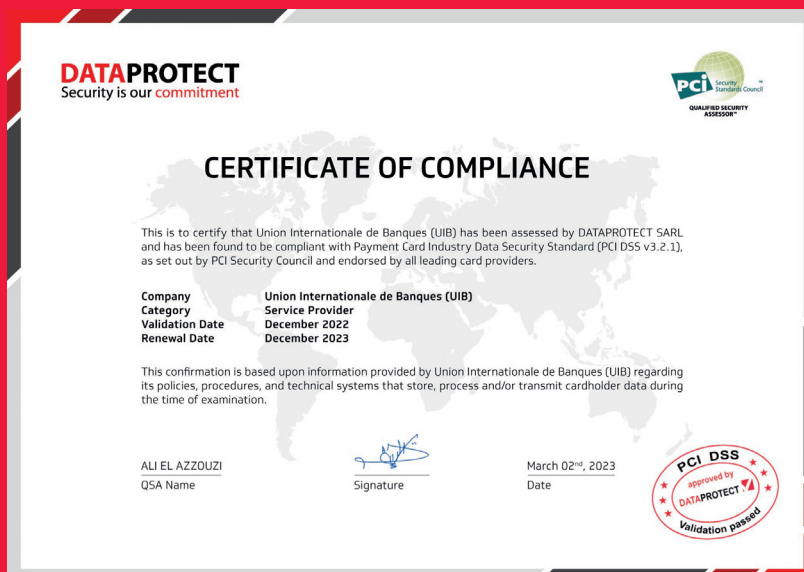 DATAPROTECT
Security is our commitment
PCI Security
Standards Council ™
QUALIFIED SECURITY
ASSESSOR™
CERTIFICATE OF COMPLIANCE
This is to certify that Union Internationale de Banques (UIB) has been assessed by DATAPROTECT SARL
and has been found to be compliant with Payment Card Industry Data Security Standard (PCI DSS v3.2.1),
as set out by PCI Security Council and endorsed by all leading card providers.
Company Union Internationale de Banques (UIB)
Category Service Provider
Validation Date December 2022
Renewal Date December 2023
This confirmation is based upon information provided by Union Internationale de Banques (UIB) regarding
its policies, procedures, and technical systems that store, process and/or transmit cardholder data during
the time of examination.
ALI EL AZZOUZI March 02nd, 2023
QSA Name Signature Date
PCI DSS
approved by
DATAPROTECT
Validation passed